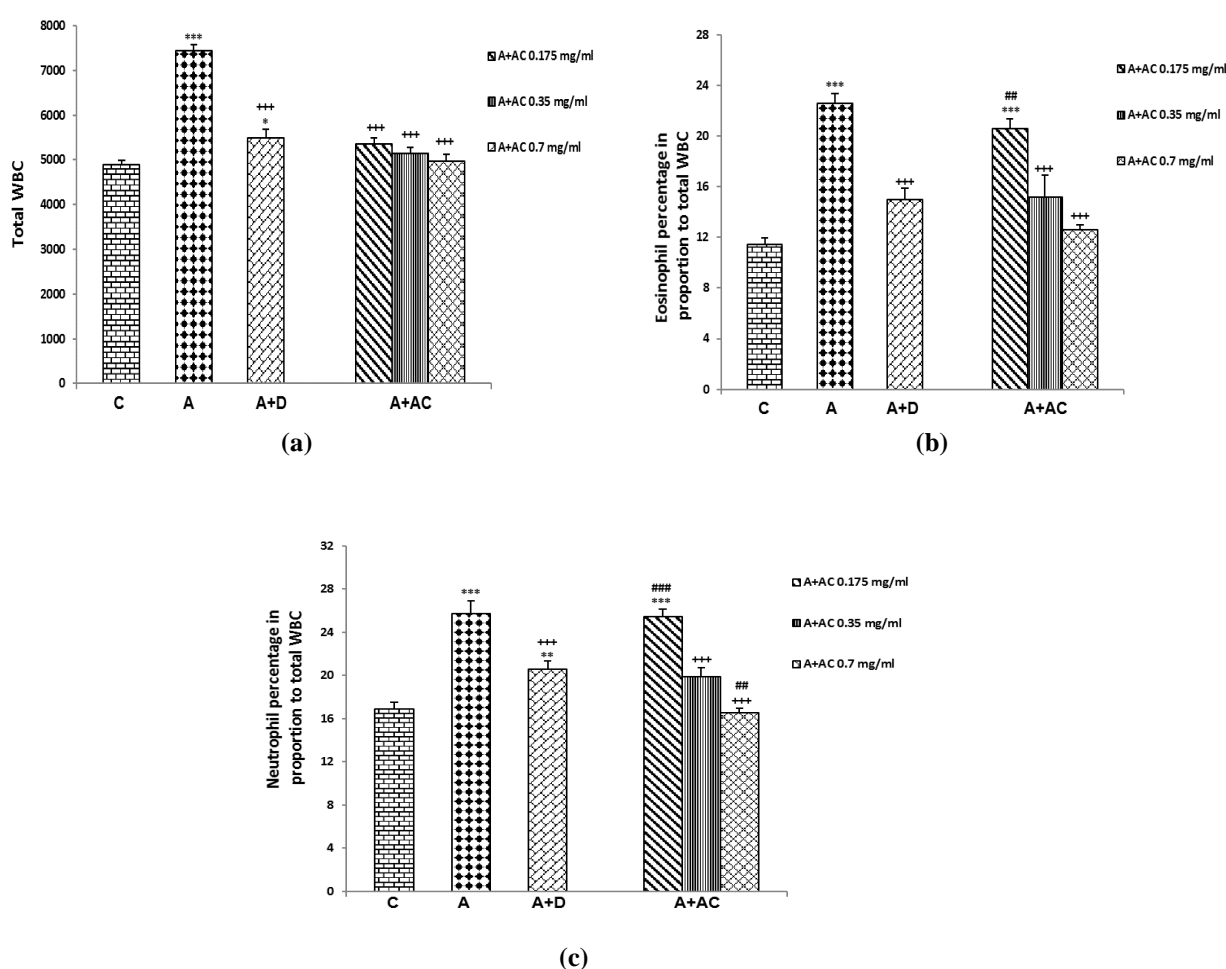 8000
7000
6000
5000
4000
3000
2000
1000
0
Total WBC
***
+++
*
+++
+++
+++
C
A
A+D
A+AC
A+AC 0.175 mg/ml
A+AC 0.35 mg/ml
A+AC 0.7 mg/ml
(a)
28
24
20
16
12
8
4
0
Eosinophil percentage in
proportion to total WBC
***
+++
##
***
+++
+++
C
A
A+D
A+AC
A+AC 0.175 mg/ml
A+AC 0.35 mg/ml
A+AC 0.7 mg/ml
(b)
32
28
24
20
16
12
8
4
0
Neutrophil percentage in
proportion to total WBC
***
+++
**
###
***
+++
##
+++
C
A
A+D
A+AC
A+AC 0.175 mg/ml
A+AC 0.35 mg/ml
A+AC 0.7 mg/ml
(c)